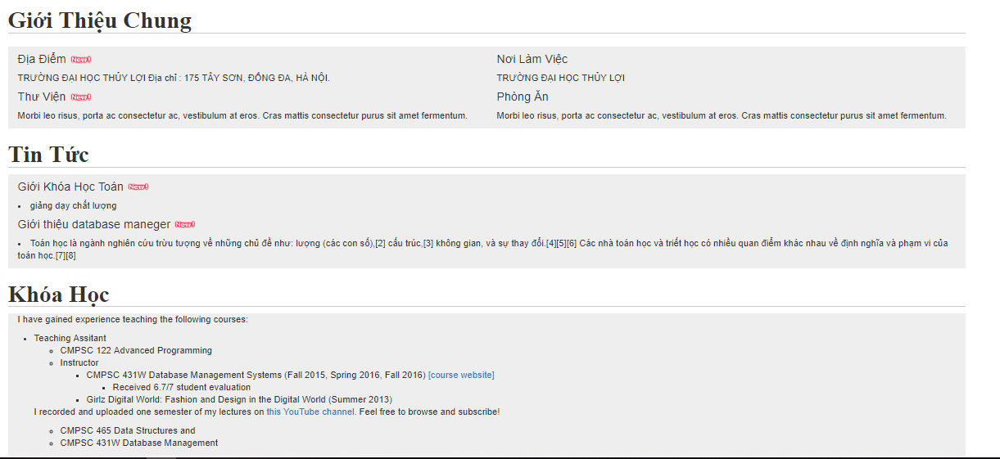 Giới Thiệu Chung
Địa Điểm New!
TRƯỜNG ĐẠI HỌC THỦY LỢI Địa chỉ : 175 TÂY SƠN, ĐỐNG ĐA, HÀ NỘI.
Thư Viện New!
Morbi leo risus, porta ac consectetur ac, vestibulum at eros. Cras mattis consectetur purus sit amet fermentum.
Nơi Làm Việc
TRƯỜNG ĐẠI HỌC THỦY LỢI
Phòng Ăn
Morbi leo risus, porta ac consectetur ac, vestibulum at eros. Cras mattis consectetur purus sit amet fermentum.
Tin Tức
Giới Khóa Học Toán New!
• giảng dạy chất lượng
Giới thiệu database maneger New!
• Toán học là ngành nghiên cứu trừu tượng về những chủ đề như: lượng (các con số),[2] cấu trúc,[3] không gian, và sự thay đổi.[4][5][6] Các nhà toán học và triết học có nhiều quan điểm khác nhau về định nghĩa và phạm vi của
toán học.[7][8]
Khóa Học
I have gained experience teaching the following courses:
• Teaching Assitant
◦ CMPSC 122 Advanced Programming
◦ Instructor
▪ CMPSC 431W Database Management Systems (Fall 2015, Spring 2016, Fall 2016) [course website]
▪ Received 6.7/7 student evaluation
▪ Girlz Digital World: Fashion and Design in the Digital World (Summer 2013)
I recorded and uploaded one semester of my lectures on this YouTube channel. Feel free to browse and subscribe!
◦ CMPSC 465 Data Structures and
◦ CMPSC 431W Database Management